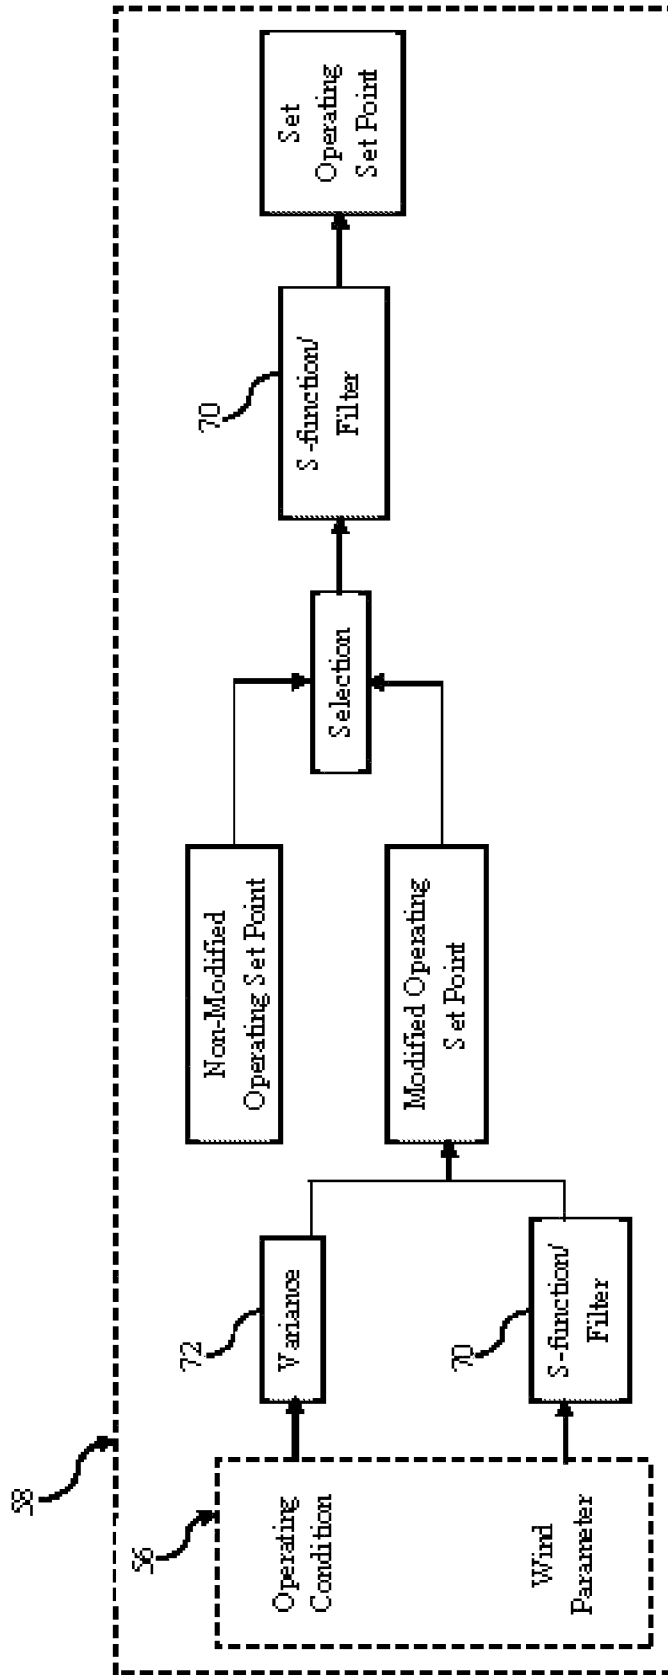 58
56
Operating
Condition
Wind
Parameter
72
Variance
70
S-function/
Filter
Non-Modified
Operating Set Point
Modified Operating
Set Point
Selection
70
S-function/
Filter
Set
Operating
Set Point